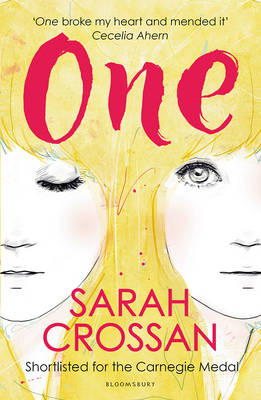 ‘One broke my heart and mended it’
Cecelia Ahern
One
SARAH
CROSSAN
Shortlisted for the Carnegie Medal
BLOOMSBURY